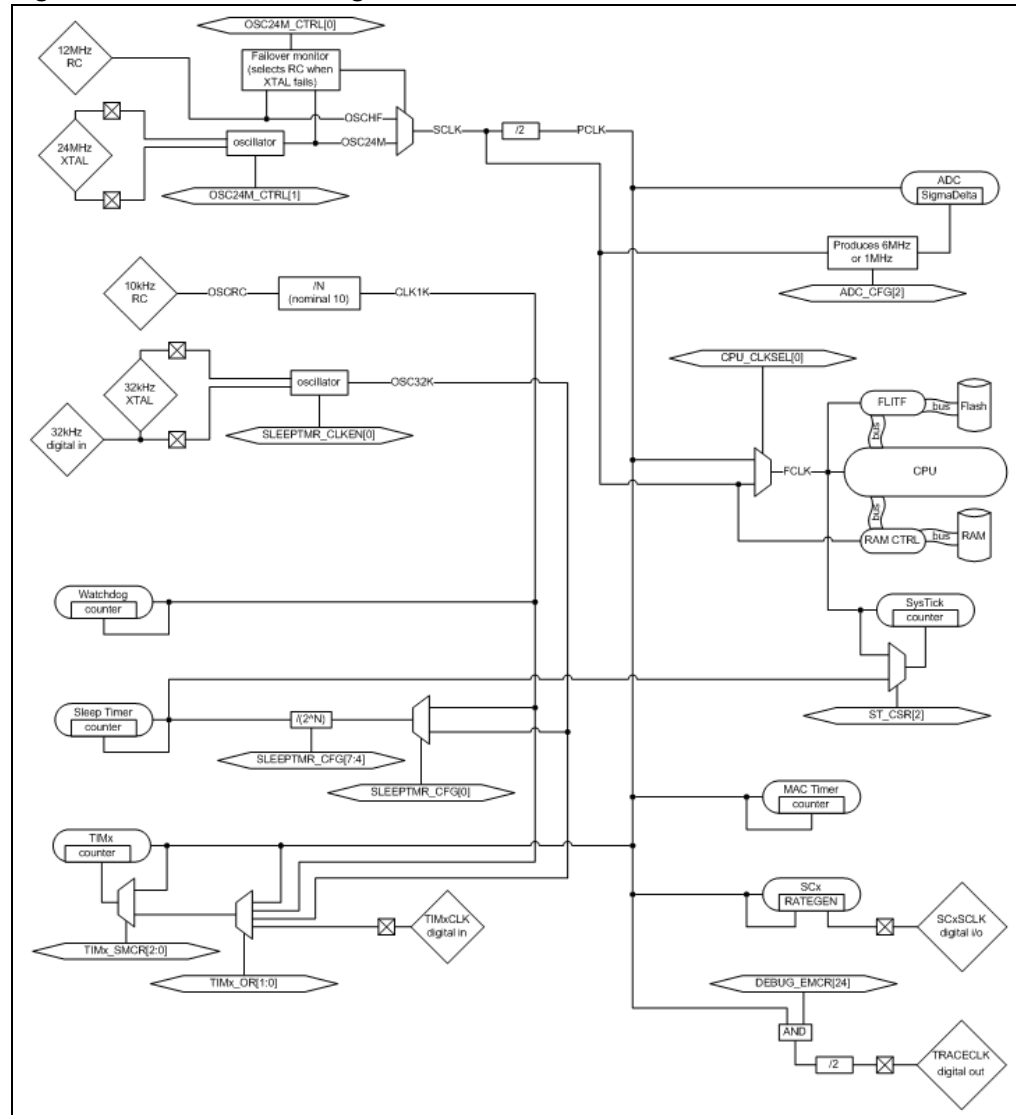 OSC24M_CTRL[0]
12MHz
RC
Failover monitor
(selects RC when
XTAL fails)
OSCHF
SCLK
/2
PCLK
24MHz
XTAL
oscillator
OSC24M
OSC24M_CTRL[1]
ADC
SigmaDelta
Produces 6MHz
or 1MHz
ADC_CFG[2]
10kHz
RC
OSCRC
/N
(nominal 10)
CLK1K
CPU_CLKSEL[0]
32kHz
XTAL
oscillator
OSC32K
32kHz
digital in
SLEEPTMR_CLKEN[0]
FLITF
bus
Flash
bus
FCLK
CPU
bus
RAM CTRL
bus
RAM
Watchdog
counter
SysTick
counter
Sleep Timer
counter
/(2^N)
ST_CSR[2]
SLEEPTMR_CFG[7:4]
SLEEPTMR_CFG[0]
MAC Timer
counter
TIMx
counter
SCx
RATEGEN
TIMxCLK
digital in
SCxSCLK
digital i/o
TIMx_SMCR[2:0]
TIMx_OR[1:0]
DEBUG_EMCR[24]
AND
/2
TRACECLK
digital out